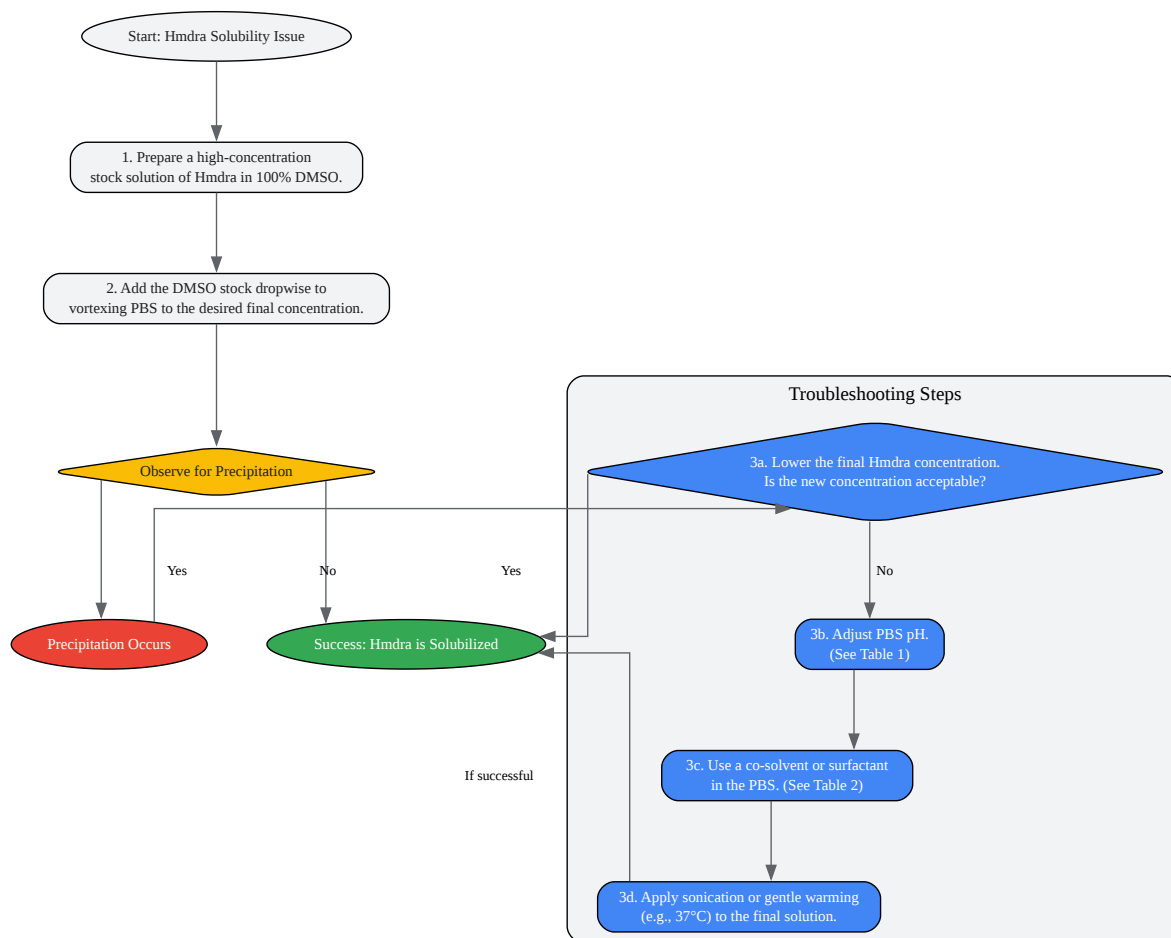 Start: Hmdra Solubility Issue
1. Prepare a high-concentration
stock solution of Hmdra in 100% DMSO.
2. Add the DMSO stock dropwise to
vortexing PBS to the desired final concentration.
Troubleshooting Steps
Observe for Precipitation
3a. Lower the final Hmdra concentration.
Is the new concentration acceptable?
Yes
No
Yes
No
Precipitation Occurs
Success: Hmdra is Solubilized
3b. Adjust PBS pH.
(See Table 1)
3c. Use a co-solvent or surfactant
in the PBS. (See Table 2)
If successful
3d. Apply sonication or gentle warming
(e.g., 37°C) to the final solution.